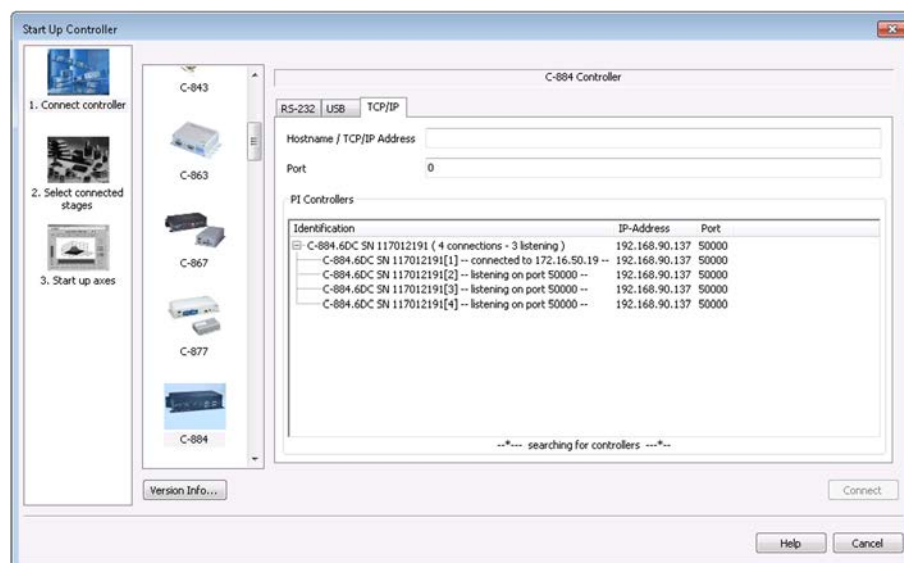 Start Up Controller
1. Connect controller
2. Select connected
stages
3. Start up axes
C-843
C-863
C-867
C-877
C-884
Version Info...
C-884 Controller
RS-232 USB TCP/IP
Hostname / TCP/IP Address
Port 0
PI Controllers
Identification IP-Address Port
C-884.6DC SN 117012191 ( 4 connections - 3 listening ) 192.168.90.137 50000
C-884.6DC SN 117012191[1] -- connected to 172.16.50.19 -- 192.168.90.137 50000
C-884.6DC SN 117012191[2] -- listening on port 50000 -- 192.168.90.137 50000
C-884.6DC SN 117012191[3] -- listening on port 50000 -- 192.168.90.137 50000
C-884.6DC SN 117012191[4] -- listening on port 50000 -- 192.168.90.137 50000
--*--- searching for controllers ---*--
Connect
Help Cancel